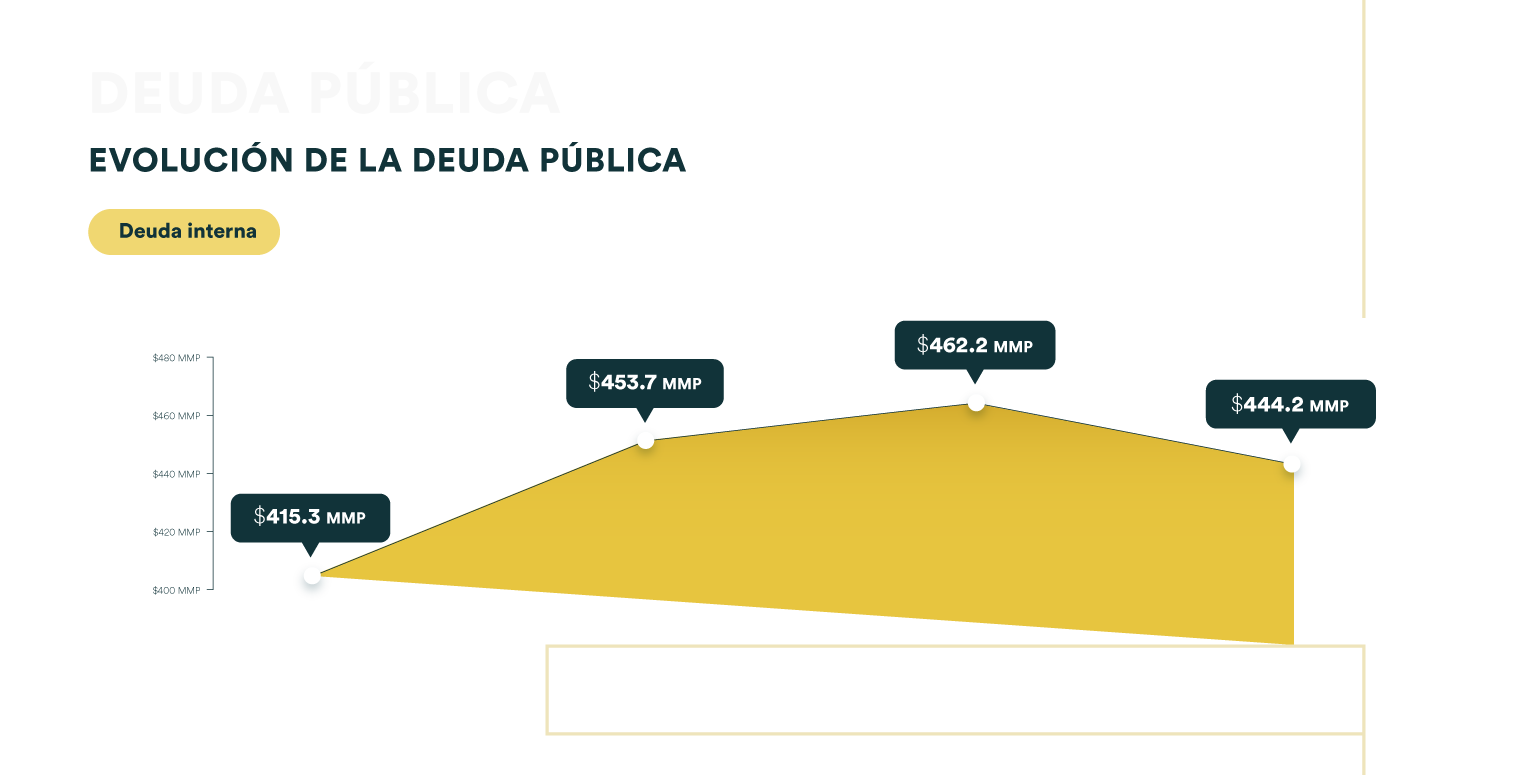 DEUDA PÚBLICA
EVOLUCIÓN DE LA DEUDA PÚBLICA
Deuda interna
$462.2 MMP
$453.7 MMP
$444.2 MMP
$415.3 MMP
$480 MMP
$460 MMP
$440 MMP
$420 MMP
$400 MMP